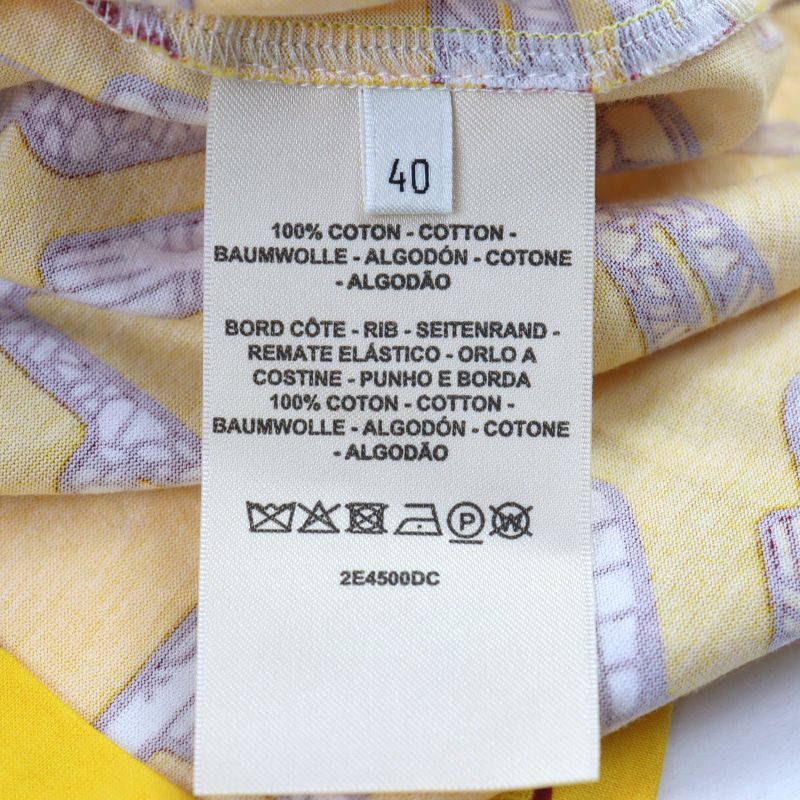 40
100% COTON - COTTON -
BAUMWOLLE - ALGODÓN - COTONE
- ALGODÃO
BORD CÔTE - RIB - SEITENRAND -
REMATE ELÁSTICO - ORLO A
COSTINE - PUNHO E BORDA
100% COTON - COTTON -
BAUMWOLLE - ALGODÓN - COTONE
- ALGODÃO
P W
2E4500DC